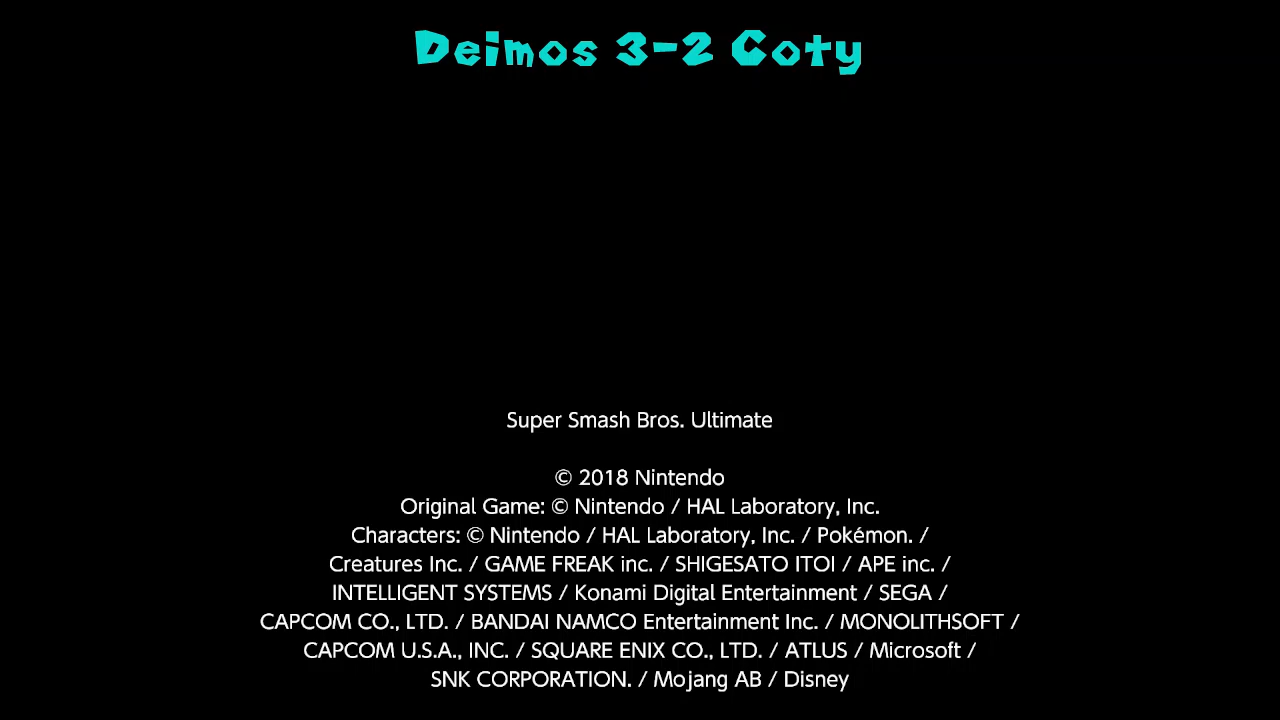 Deimos 3-2 Coty
Super Smash Bros. Ultimate
© 2018 Nintendo
Original Game: © Nintendo / HAL Laboratory, Inc.
Characters: © Nintendo / HAL Laboratory, Inc. / Pokémon. /
Creatures Inc. / GAME FREAK inc. / SHIGESATO ITOI / APE inc. /
INTELLIGENT SYSTEMS / Konami Digital Entertainment / SEGA /
CAPCOM CO., LTD. / BANDAI NAMCO Entertainment Inc. / MONOLITHSOFT /
CAPCOM U.S.A., INC. / SQUARE ENIX CO., LTD. / ATLUS / Microsoft /
SNK CORPORATION. / Mojang AB / Disney